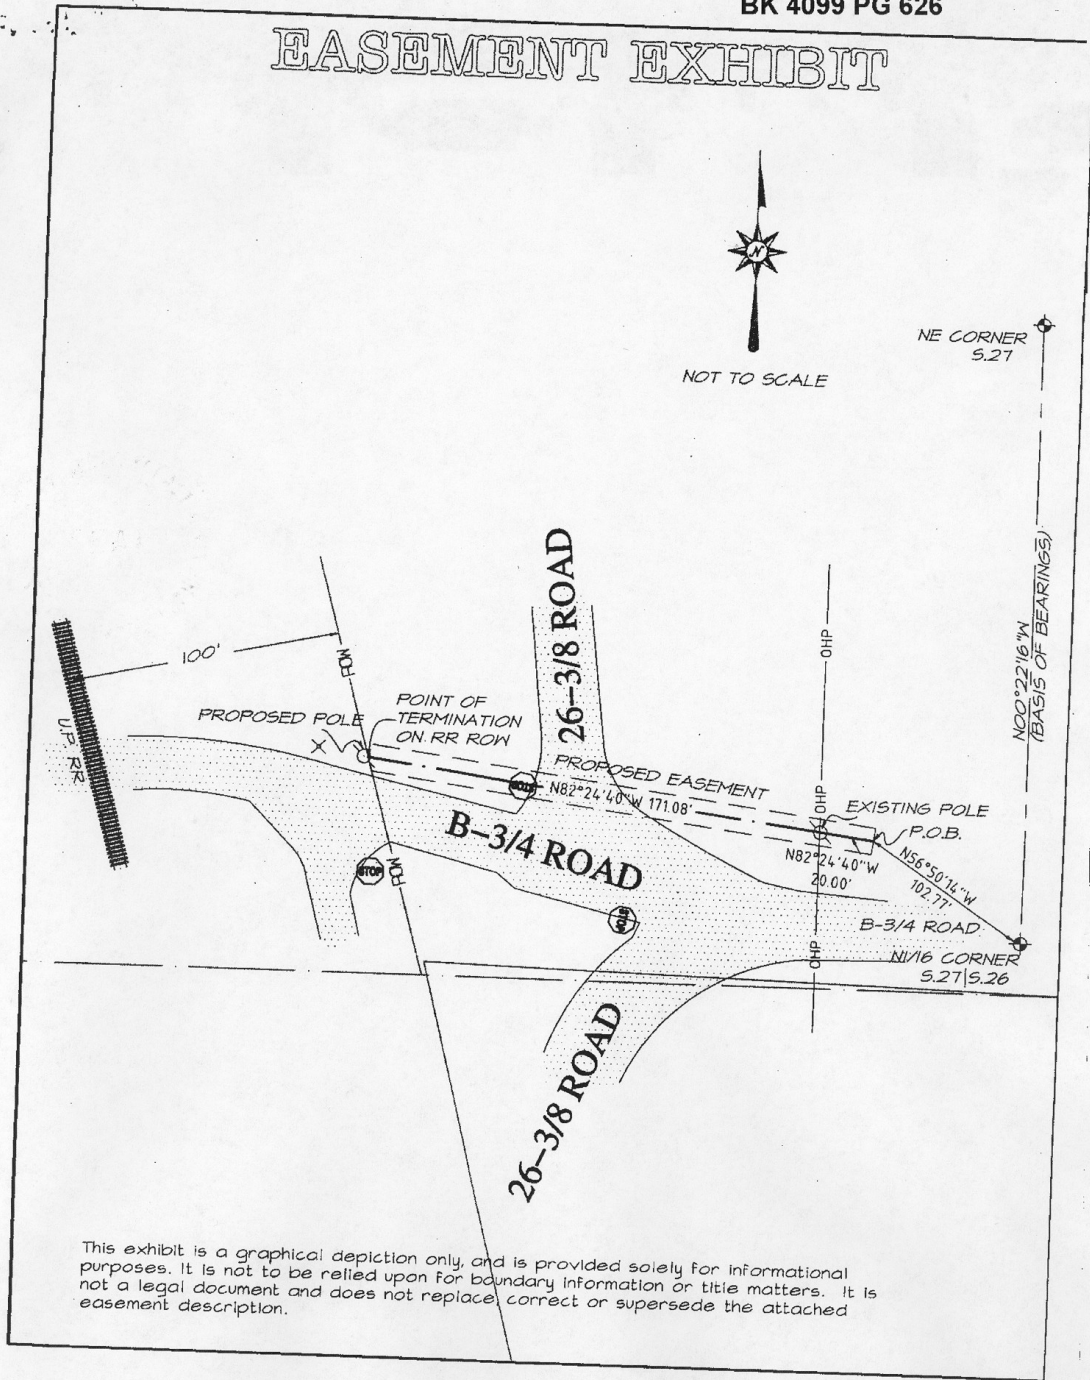 BK 4099 PG 626
EASEMENT EXHIBIT
N
NOT TO SCALE
NE CORNER
S.27
N00°22'16"W
(BASIS OF BEARINGS)
26-3/8 ROAD
OHP
100'
ROW
U.P. RR
PROPOSED POLE
POINT OF
TERMINATION
ON RR ROW
PROPOSED EASEMENT
STOP
N82°24'40"W 171.08'
OHP
EXISTING POLE
P.O.B.
N82°24'40"W
20.00'
N56°50'14"W
102.77'
B-3/4 ROAD
STOP
ROW
STOP
B-3/4 ROAD
OHP
N1/16 CORNER
S.27|S.26
26-3/8 ROAD
This exhibit is a graphical depiction only, and is provided solely for informational
purposes. It is not to be relied upon for boundary information or title matters. It is
not a legal document and does not replace, correct or supersede the attached
easement description.